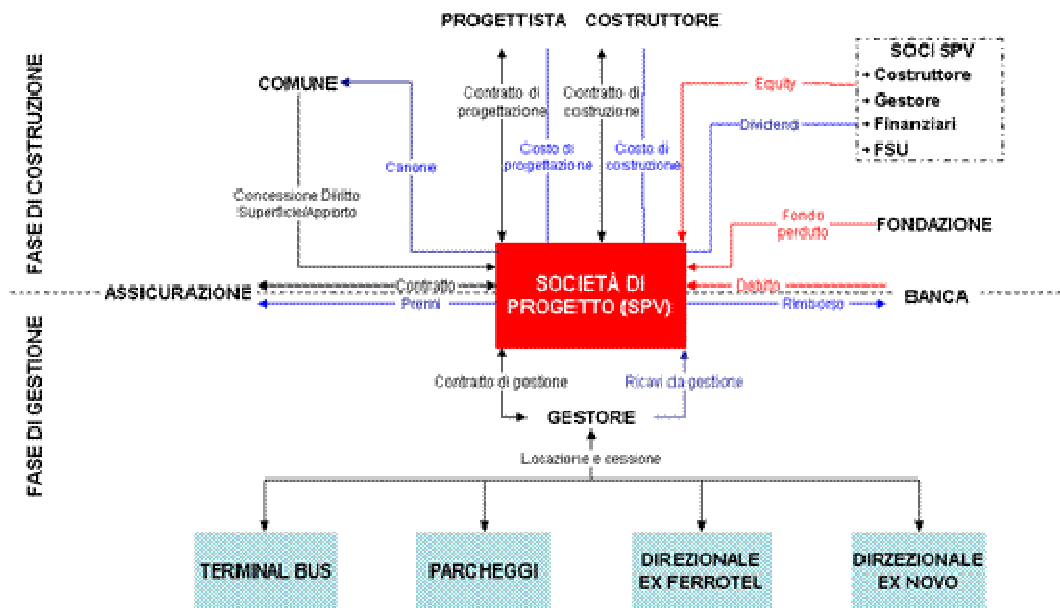 PROGETTISTA COSTRUTTORE
SOCI SPV
Costruttore
Gestore
Finanziari
FSU
COMUNE
Contratto di
progettazione
Contratto di
costruzione
Equity
Dividendi
Canone
Costo di
progettazione
Costo di
costruzione
Concessione Diritto
Superficie/Apporto
Fondo
perduto
FONDAZIONE
FASE DI COSTRUZIONE
ASSICURAZIONE
Contratto
Premi
SOCIETÀ DI
PROGETTO (SPV)
Debito
Rimborso
BANCA
FASE DI GESTIONE
Contratto di gestione
Ricavi da gestione
GESTORE
Locazione e cessione
TERMINAL BUS
PARCHEGGI
DIREZIONALE
EX FERROTEL
DIRZEZIONALE
EX NOVO